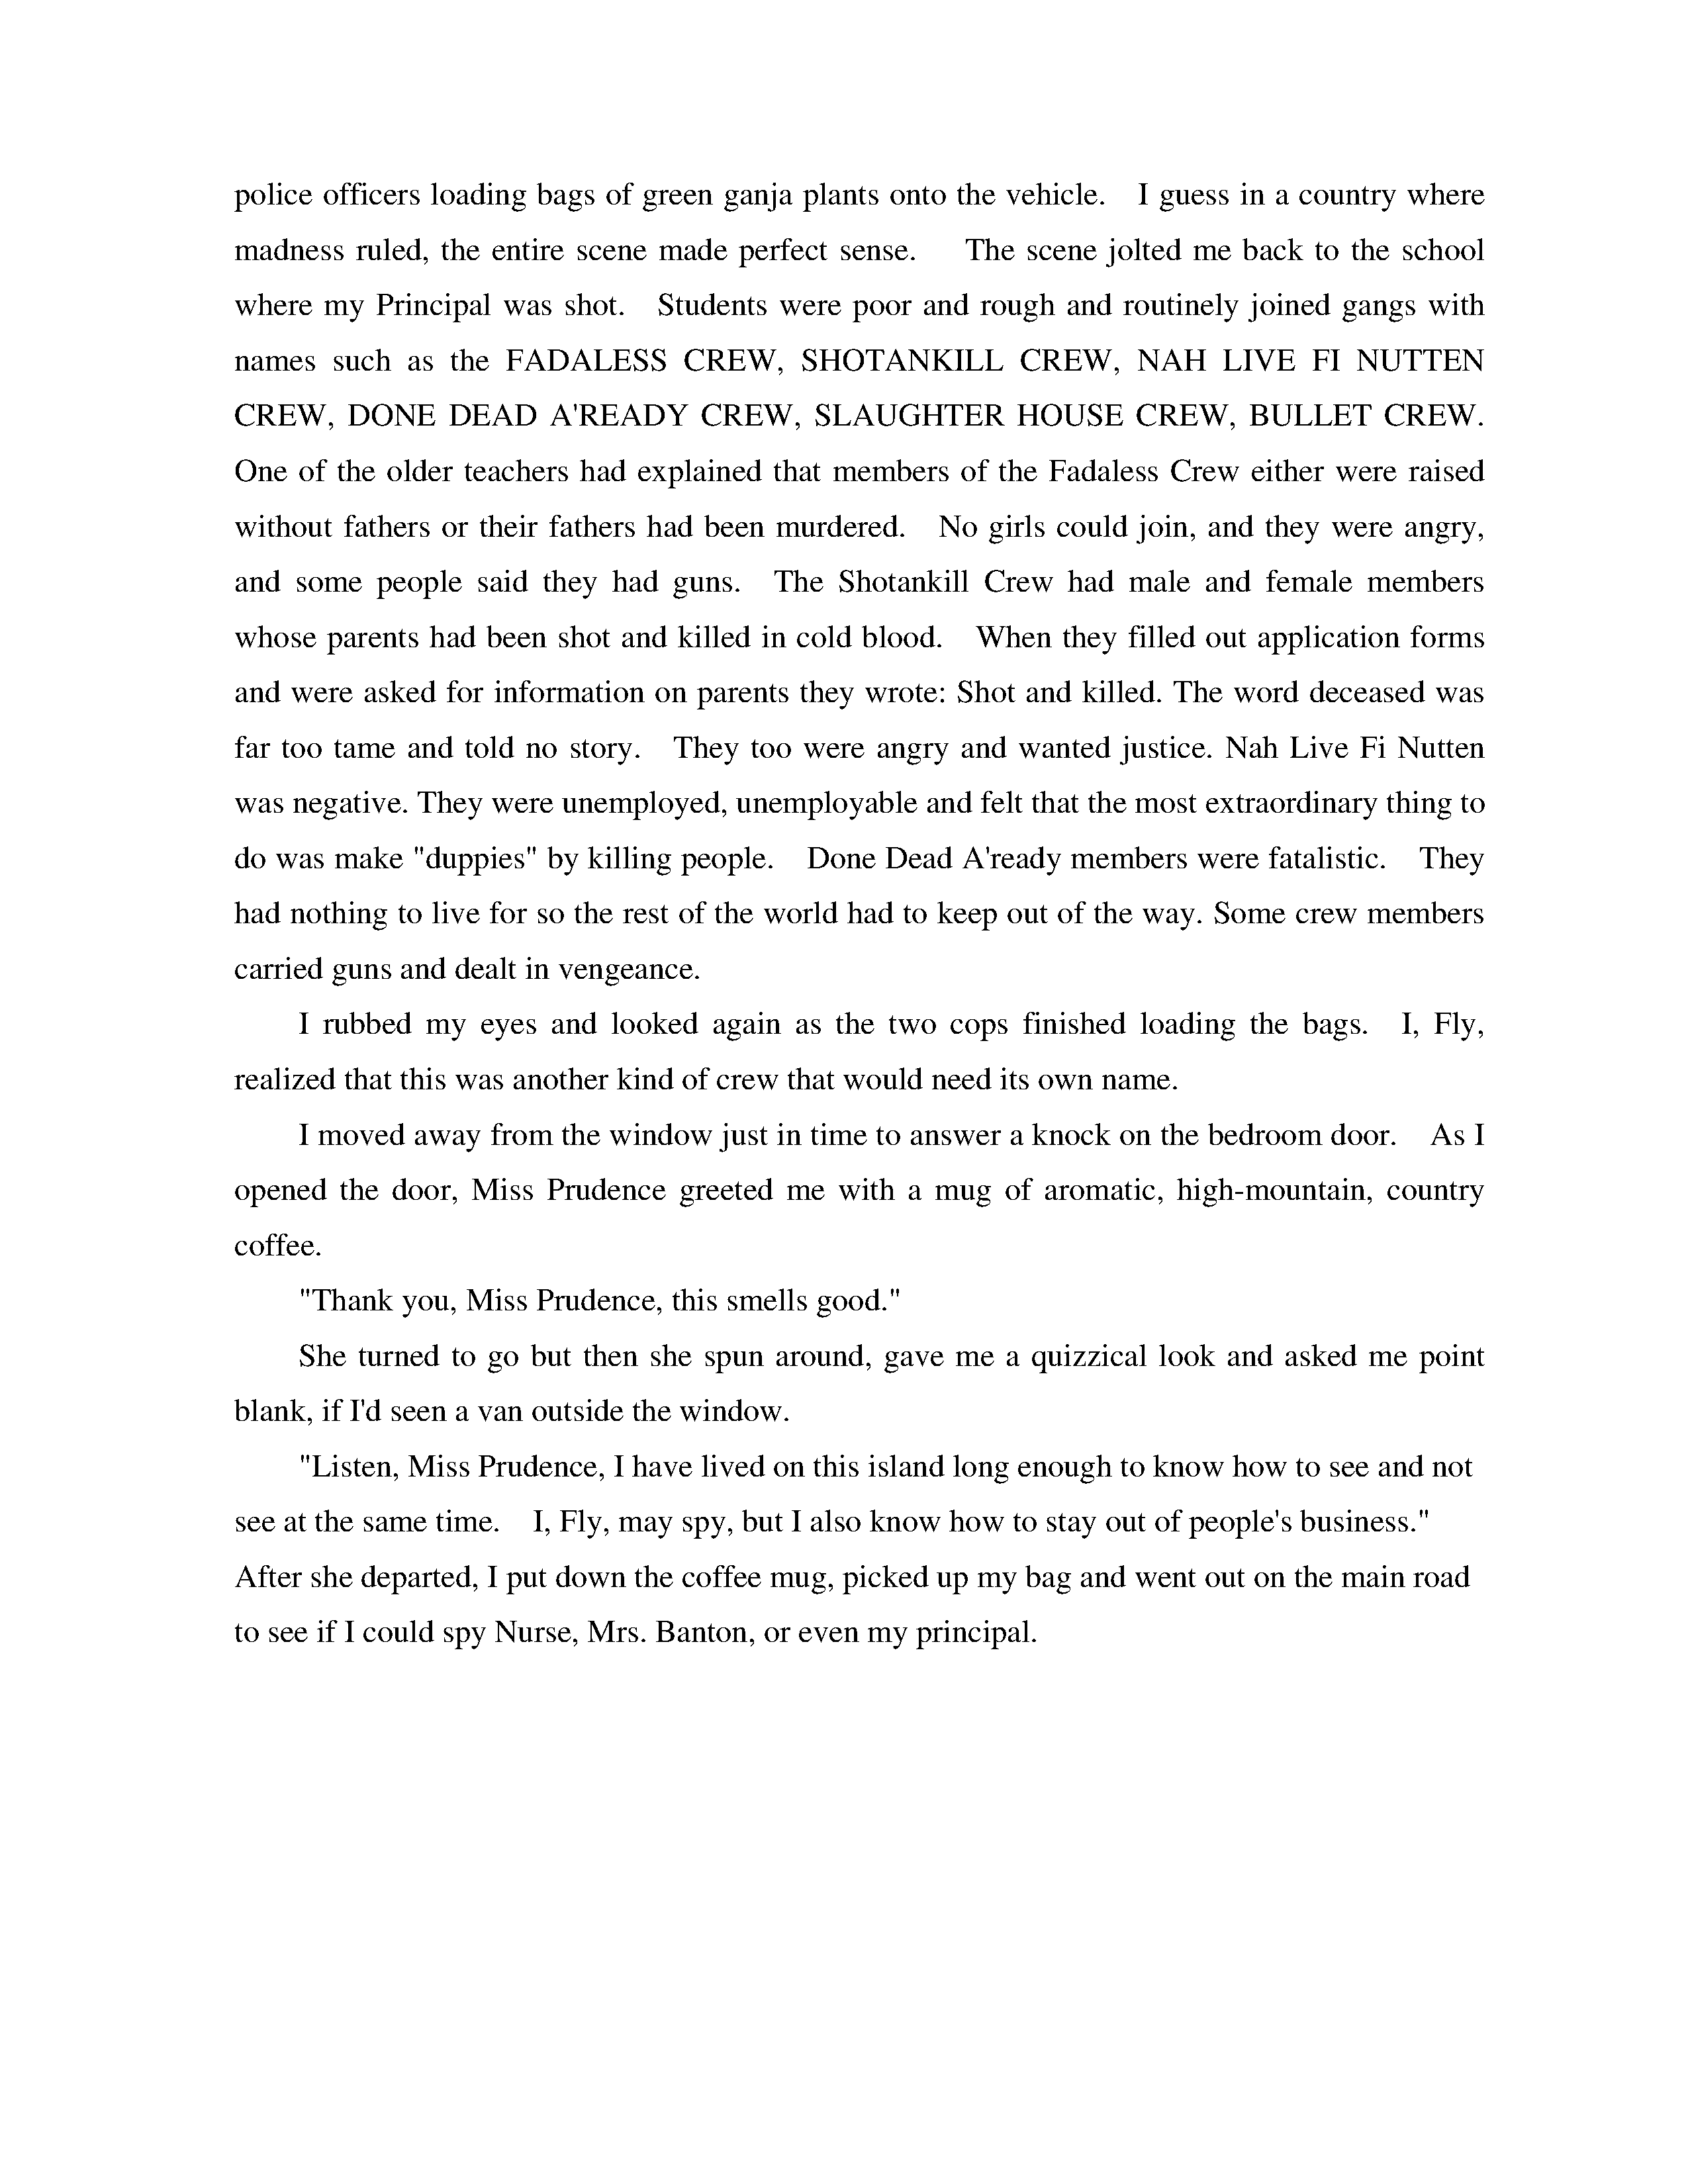 police officers loading bags of green ganja plants onto the vehicle.    I guess in a country where
madness ruled, the entire scene made perfect sense.    The scene jolted me back to the school
where my Principal was shot.    Students were poor and rough and routinely joined gangs with
names such as the FADALESS CREW, SHOTANKILL CREW, NAH LIVE FI NUTTEN
CREW, DONE DEAD A'READY CREW, SLAUGHTER HOUSE CREW, BULLET CREW.
One of the older teachers had explained that members of the Fadaless Crew either were raised
without fathers or their fathers had been murdered.    No girls could join, and they were angry,
and some people said they had guns.    The Shotankill Crew had male and female members
whose parents had been shot and killed in cold blood.    When they filled out application forms
and were asked for information on parents they wrote: Shot and killed. The word deceased was
far too tame and told no story.    They too were angry and wanted justice. Nah Live Fi Nutten
was negative. They were unemployed, unemployable and felt that the most extraordinary thing to
do was make "duppies" by killing people.    Done Dead A'ready members were fatalistic.    They
had nothing to live for so the rest of the world had to keep out of the way. Some crew members
carried guns and dealt in vengeance.
I rubbed my eyes and looked again as the two cops finished loading the bags.    I, Fly,
realized that this was another kind of crew that would need its own name.
I moved away from the window just in time to answer a knock on the bedroom door.    As I
opened the door, Miss Prudence greeted me with a mug of aromatic, high-mountain, country
coffee.
"Thank you, Miss Prudence, this smells good."
She turned to go but then she spun around, gave me a quizzical look and asked me point
blank, if I'd seen a van outside the window.
"Listen, Miss Prudence, I have lived on this island long enough to know how to see and not
see at the same time.    I, Fly, may spy, but I also know how to stay out of people's business."
After she departed, I put down the coffee mug, picked up my bag and went out on the main road
to see if I could spy Nurse, Mrs. Banton, or even my principal.